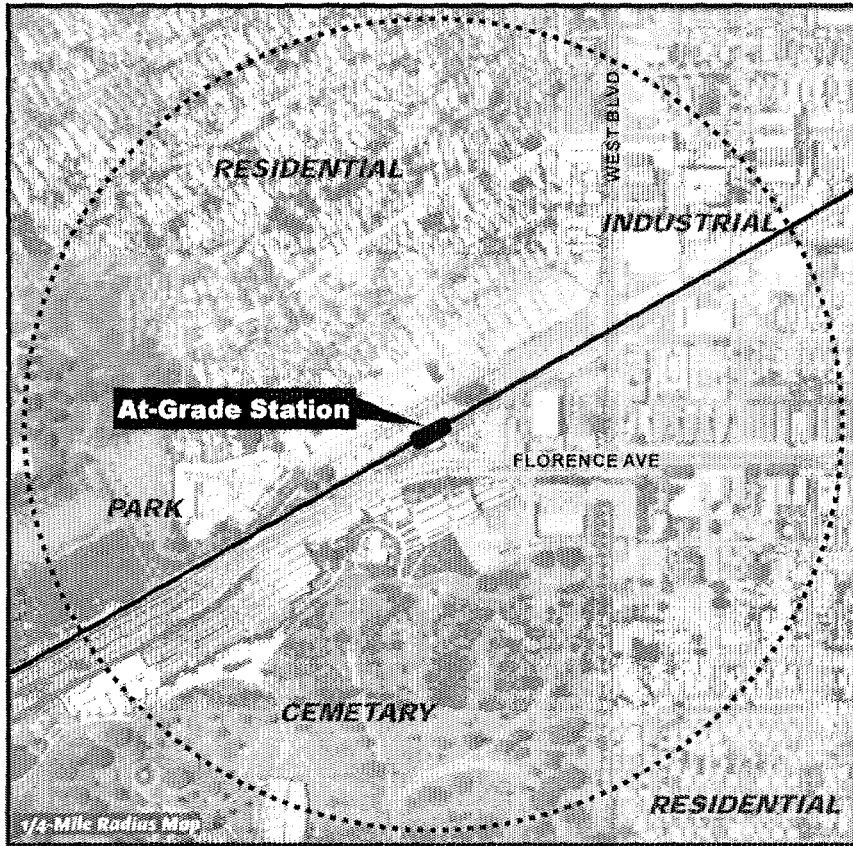 WEST BLVD
RESIDENTIAL
INDUSTRIAL
At-Grade Station
FLORENCE AVE
PARK
CEMETARY
RESIDENTIAL
1/4-Mile Radius Map